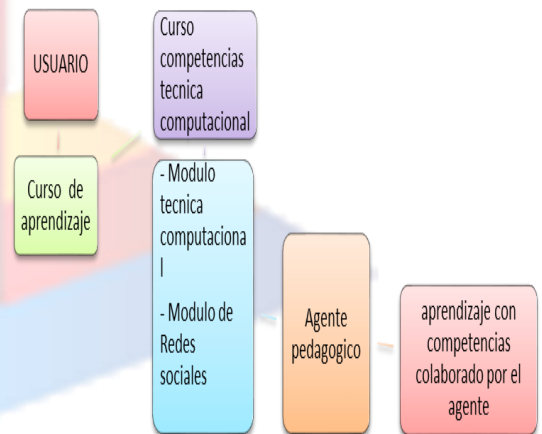 USUARIO
Curso
competencias
tecnica
computacional
Curso de
aprendizaje
- Modulo
tecnica
computaciona
l
- Modulo de
Redes
sociales
Agente
pedagogico
aprendizaje con
competencias
colaborado por el
agente